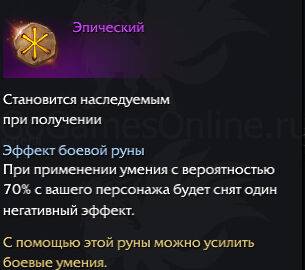 Эпический
Становится наследуемым
при получении
Эффект боевой руны
При применении умения с вероятностью
70% с вашего персонажа будет снят один
негативный эффект.
С помощью этой руны можно усилить
боевые умения.